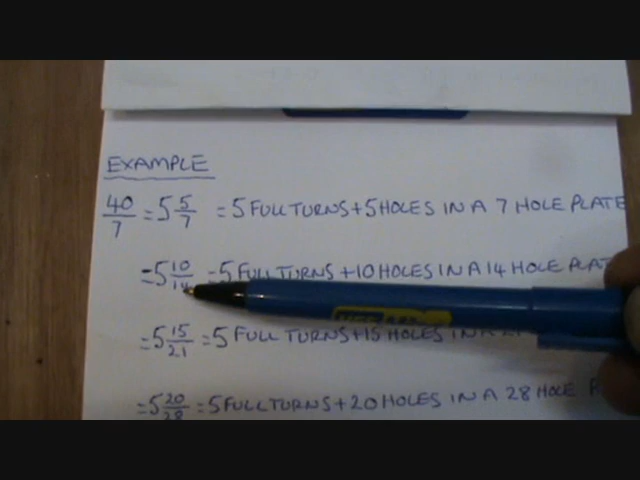 EXAMPLE
40/7 = 5 5/7 = 5 FULL TURNS + 5 HOLES IN A 7 HOLE PLATE
= 5 10/14 = 5 FULL TURNS + 10 HOLES IN A 14 HOLE PLAT
= 5 15/21 = 5 FULL TURNS + 15 HOLES IN A
= 5 20/28 = 5 FULL TURNS + 20 HOLES IN A 28 HOLE